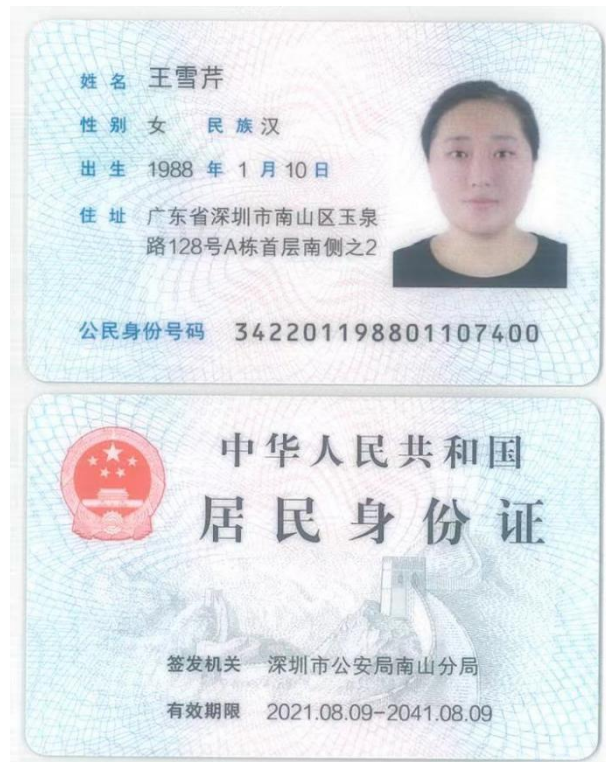 姓 名 王雪芹
性 别 女 民 族 汉
出 生 1988 年 1 月 10 日
住 址 广东省深圳市南山区玉泉
路128号A栋首层南侧之2
公民身份号码 342201198801107400
中华人民共和国
居民身份证
签发机关 深圳市公安局南山分局
有效期限 2021.08.09-2041.08.09